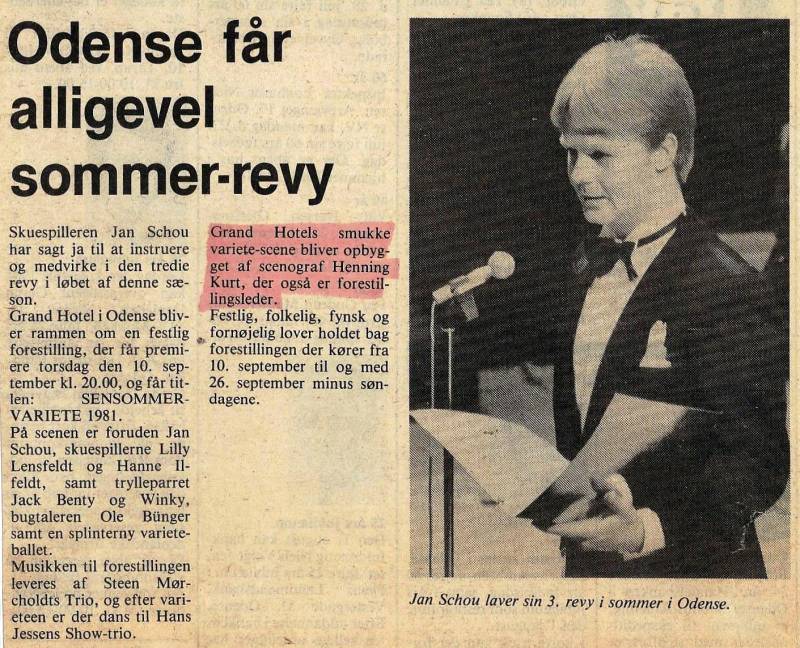 Odense får
alligevel
sommer-revy
Skuespilleren Jan Schou
har sagt ja til at instruere
og medvirke i den tredie
revy i løbet af denne sæ-
son.
Grand Hotel i Odense bliv-
er rammen om en festlig
forestilling, der får premi-
ere torsdag den 10. sep-
tember kl. 20.00, og får tit-
len: SENSOMMER-
VARIETE 1981.
På scenen er foruden Jan
Schou, skuespillerne Lilly
Lensfeldt og Hanne Il-
feldt, samt trylleparret
Jack Benty og Winky,
bugtaleren Ole Bünger
samt en splinterny variete-
ballet.
Musikken til forestillingen
leveres af Steen Mør-
choldts Trio, og efter vari-
eteen er der dans til Hans
Jessens Show-trio.
Grand Hotels smukke
variete-scene bliver opbyg-
get af scenograf Henning
Kurt, der også er forestil-
lingsleder.
Festlig, folkelig, fynsk og
fornøjelig lover holdet bag
forestillingen der kører fra
10. september til og med
26. september minus søn-
dagene.
Jan Schou laver sin 3. revy i sommer i Odense.